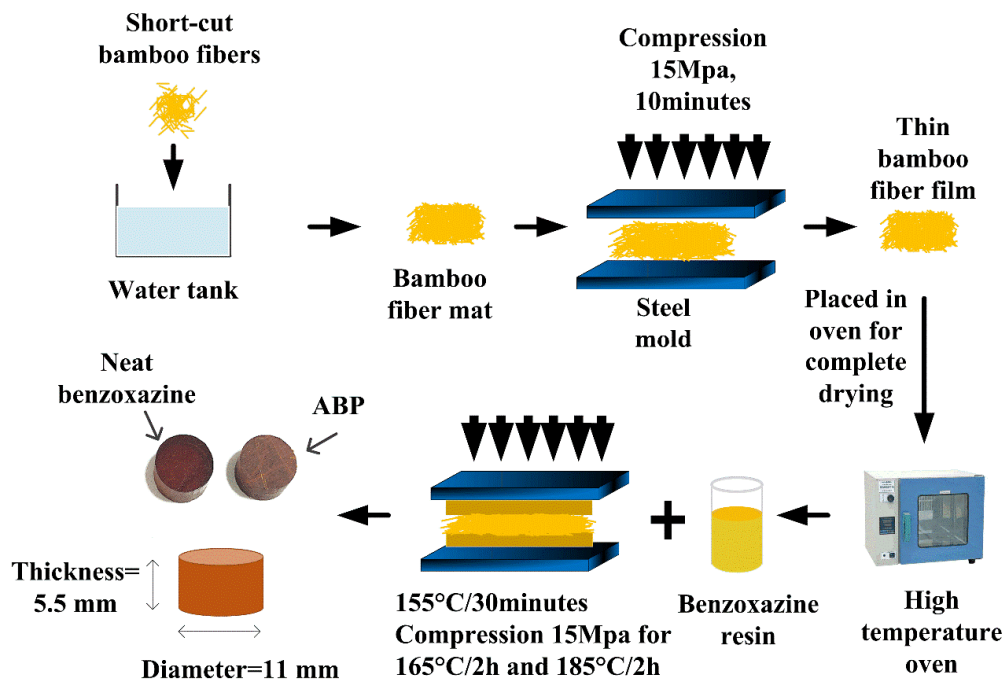 Short-cut
bamboo fibers
Compression
15Mpa,
10minutes
Thin
bamboo
fiber film
Water tank
Bamboo
fiber mat
Steel
mold
Placed in
oven for
complete
drying
Neat
benzoxazine
ABP
Thickness=
5.5 mm
Diameter=11 mm
155°C/30minutes
Compression 15Mpa for
165°C/2h and 185°C/2h
Benzoxazine
resin
High
temperature
oven